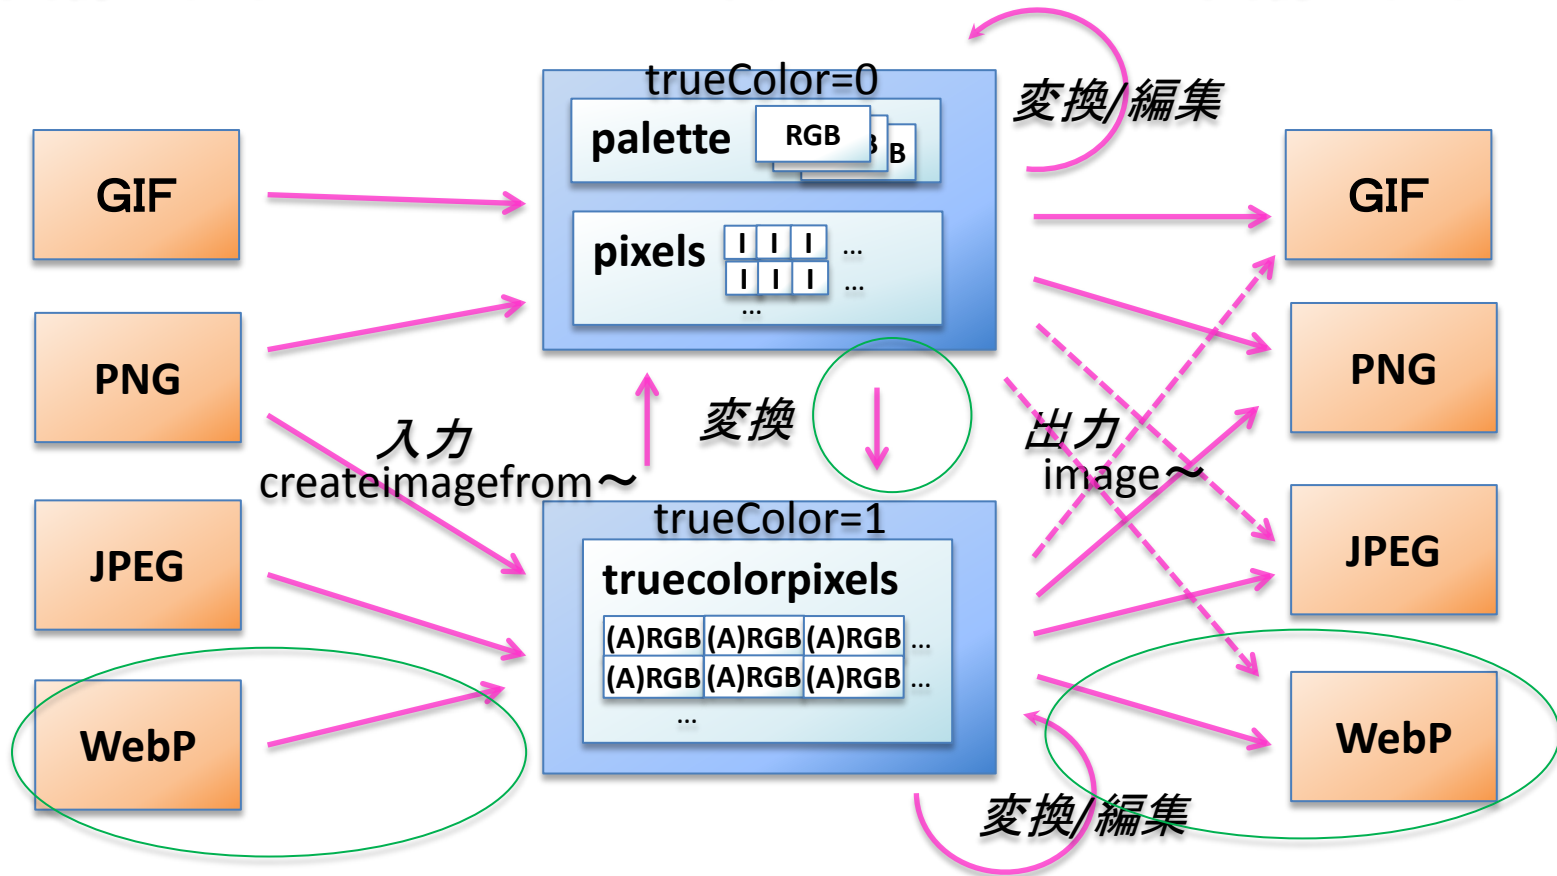 GIF
PNG
JPEG
WebP
入力
createimagefrom～
trueColor=0
palette
RGB
B
B
pixels
I I I ...
I I I ...
...
変換
trueColor=1
truecolorpixels
(A)RGB (A)RGB (A)RGB ...
(A)RGB (A)RGB (A)RGB ...
...
変換/編集
変換/編集
出力
image～
GIF
PNG
JPEG
WebP